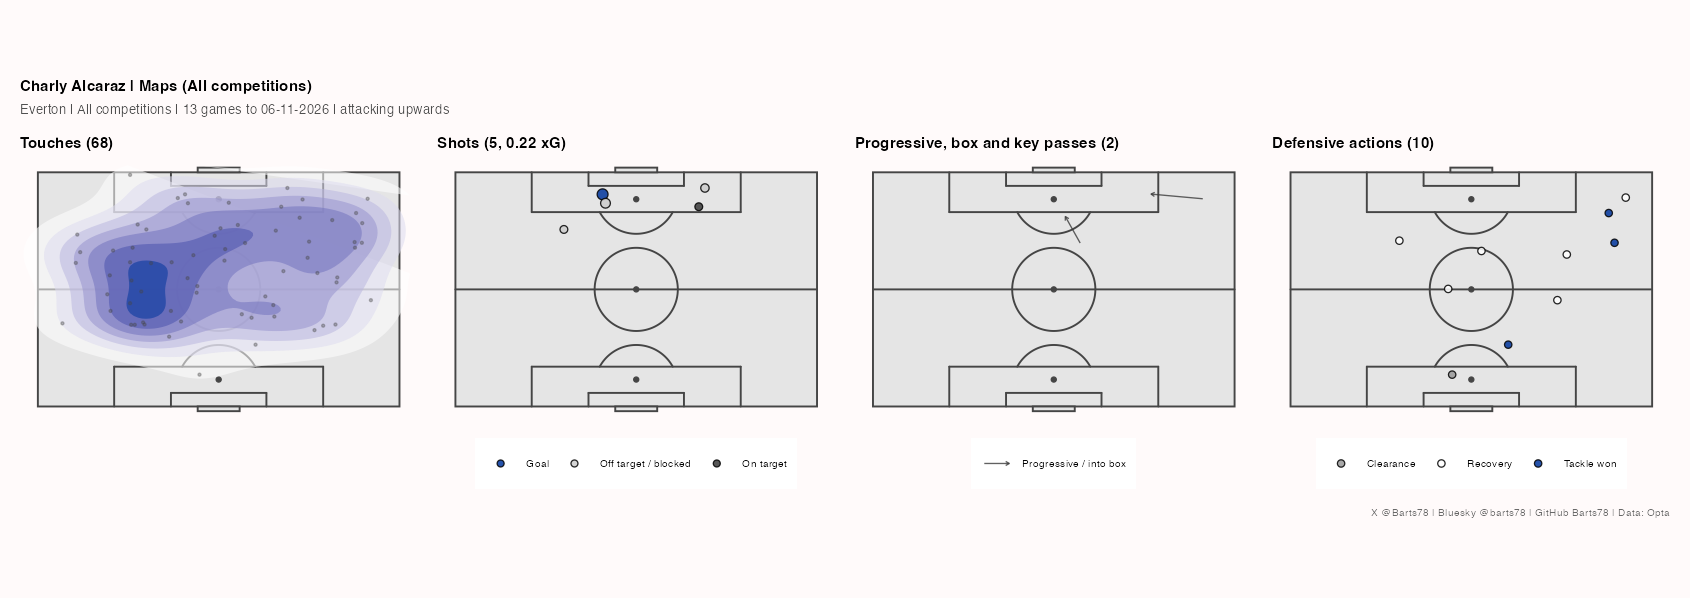 Charly Alcaraz | Maps (All competitions)
Everton | All competitions | 13 games to 06-11-2026 | attacking upwards
Touches (68)
Shots (5, 0.22 xG)
Progressive, box and key passes (2)
Defensive actions (10)
Goal
Off target / blocked
On target
Progressive / into box
Clearance
Recovery
Tackle won
X @Barts78 | Bluesky @barts78 | GitHub Barts78 | Data: Opta